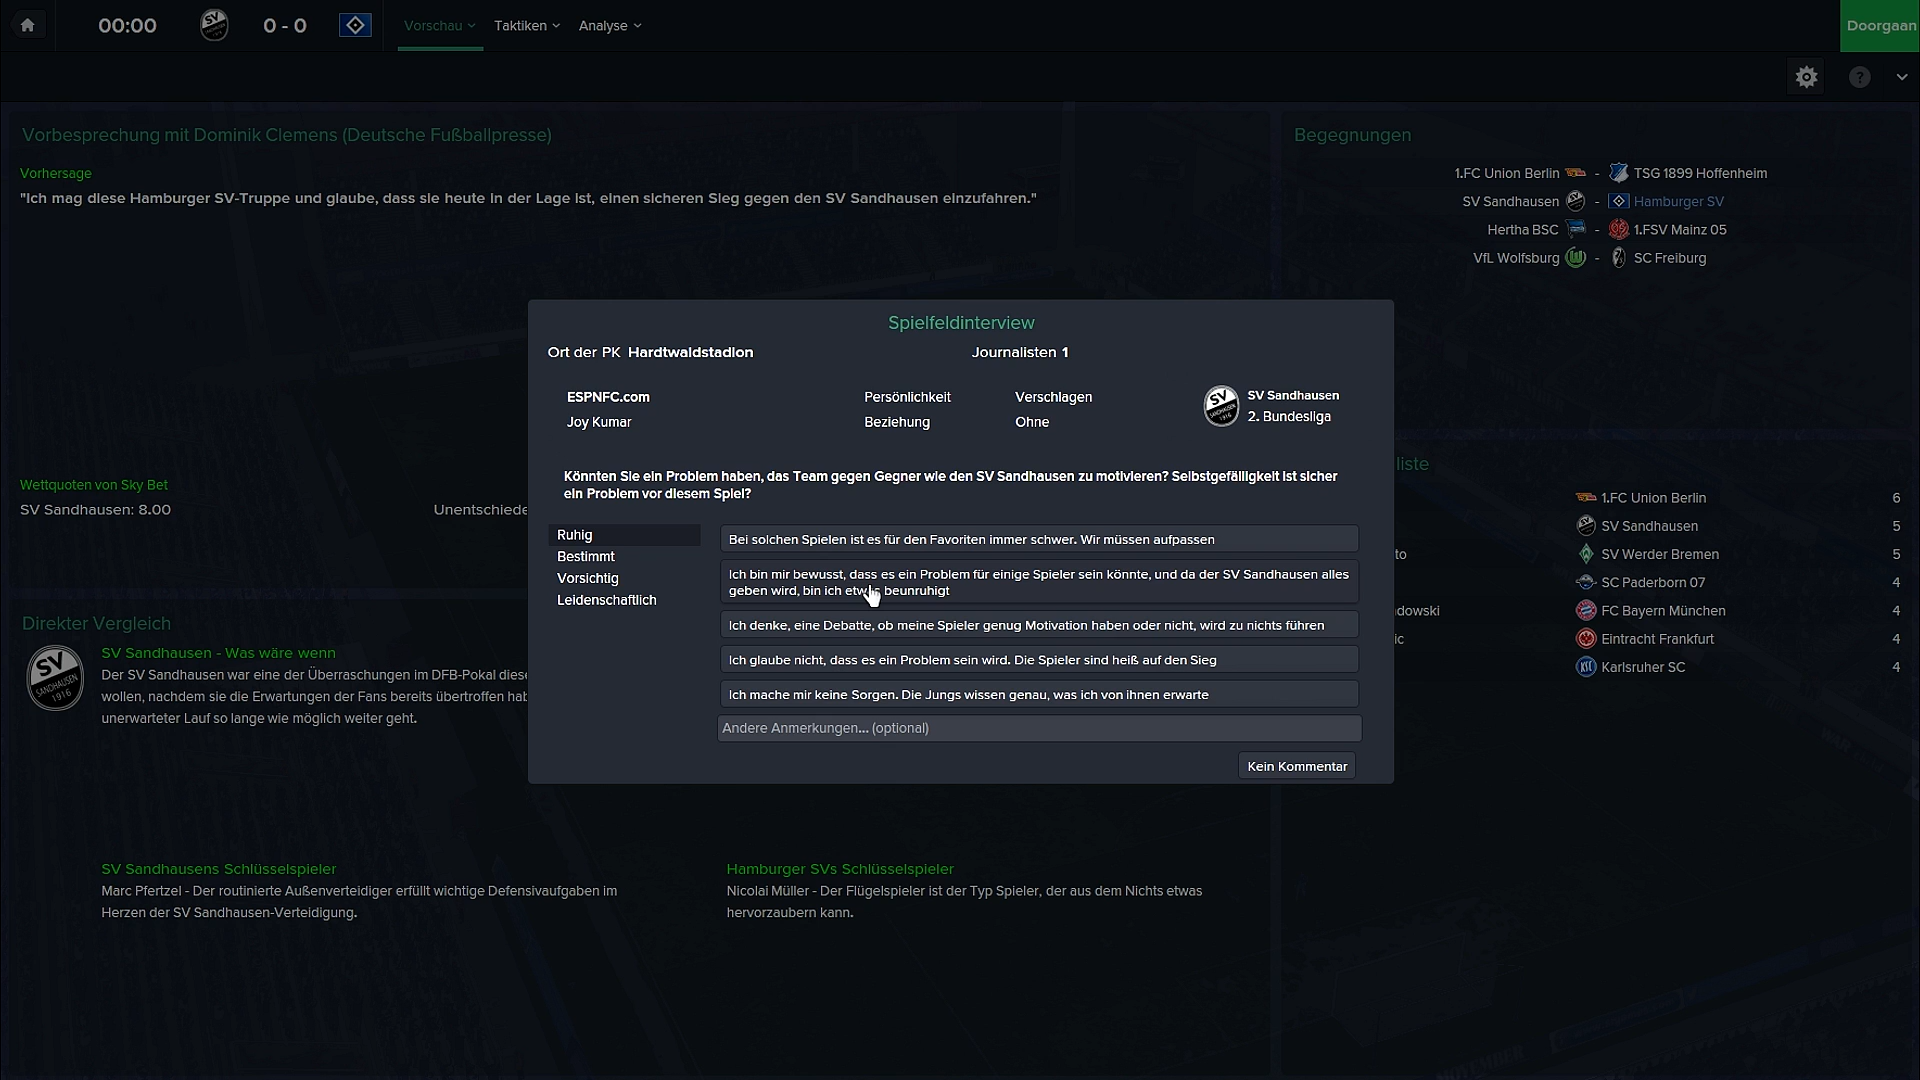 00:00
0 - 0
Vorschau
Taktiken
Analyse
Doorgaan
Vorbesprechung mit Dominik Clemens (Deutsche Fußballpresse)
Vorhersage
"Ich mag diese Hamburger SV-Truppe und glaube, dass sie heute in der Lage ist, einen sicheren Sieg gegen den SV Sandhausen einzufahren."
Begegnungen
1.FC Union Berlin - TSG 1899 Hoffenheim
SV Sandhausen - Hamburger SV
Hertha BSC - 1.FSV Mainz 05
VfL Wolfsburg - SC Freiburg
Spielfeldinterview
Ort der PK Hardtwaldstadion
Journalisten 1
ESPNFC.com
Joy Kumar
Persönlichkeit Verschlagen
Beziehung Ohne
SV Sandhausen
2. Bundesliga
Könnten Sie ein Problem haben, das Team gegen Gegner wie den SV Sandhausen zu motivieren? Selbstgefälligkeit ist sicher
ein Problem vor diesem Spiel?
Ruhig
Bestimmt
Vorsichtig
Leidenschaftlich
Bei solchen Spielen ist es für den Favoriten immer schwer. Wir müssen aufpassen
Ich bin mir bewusst, dass es ein Problem für einige Spieler sein könnte, und da der SV Sandhausen alles
geben wird, bin ich etwas beunruhigt
Ich denke, eine Debatte, ob meine Spieler genug Motivation haben oder nicht, wird zu nichts führen
Ich glaube nicht, dass es ein Problem sein wird. Die Spieler sind heiß auf den Sieg
Ich mache mir keine Sorgen. Die Jungs wissen genau, was ich von ihnen erwarte
Andere Anmerkungen... (optional)
Kein Kommentar
Wettquoten von Sky Bet
SV Sandhausen: 8.00
Unentschiede
liste
1.FC Union Berlin 6
SV Sandhausen 5
to SV Werder Bremen 5
SC Paderborn 07 4
dowski FC Bayern München 4
ic Eintracht Frankfurt 4
Karlsruher SC 4
Direkter Vergleich
SV Sandhausen - Was wäre wenn
Der SV Sandhausen war eine der Überraschungen im DFB-Pokal diese
wollen, nachdem sie die Erwartungen der Fans bereits übertroffen hab
unerwarteter Lauf so lange wie möglich weiter geht.
SV Sandhausens Schlüsselspieler
Marc Pfertzel - Der routinierte Außenverteidiger erfüllt wichtige Defensivaufgaben im
Herzen der SV Sandhausen-Verteidigung.
Hamburger SVs Schlüsselspieler
Nicolai Müller - Der Flügelspieler ist der Typ Spieler, der aus dem Nichts etwas
hervorzaubern kann.